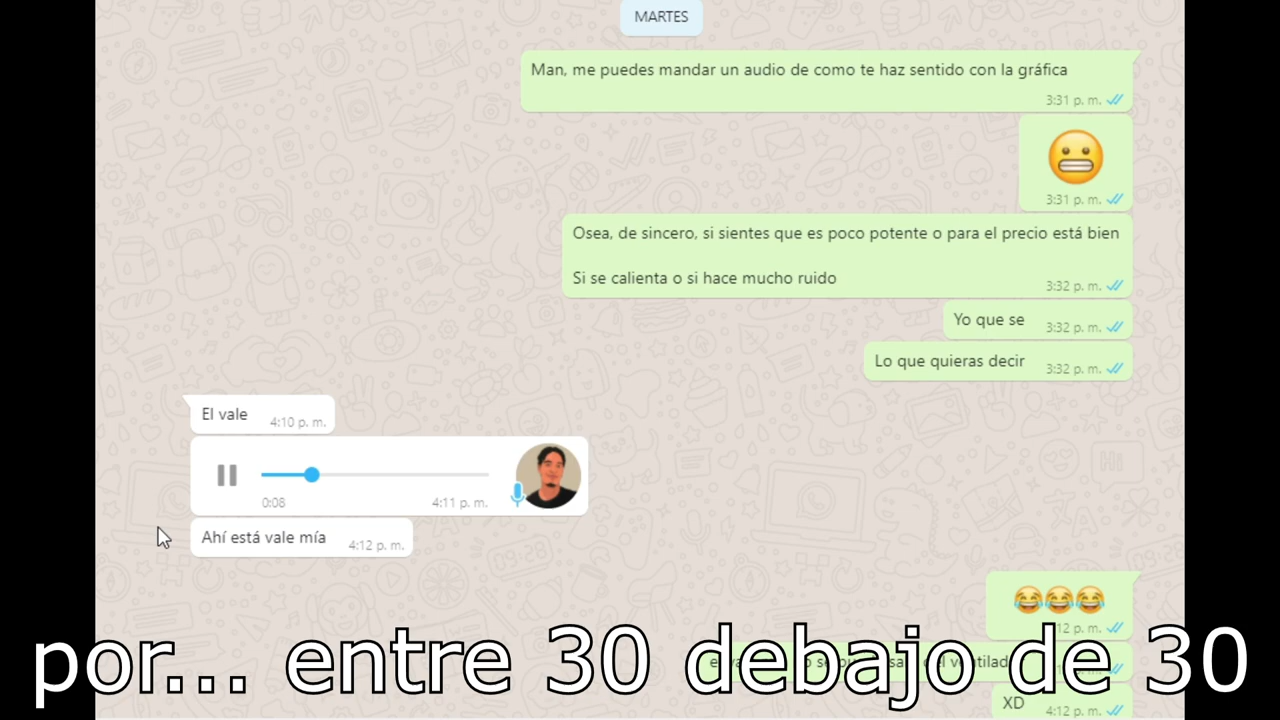 MARTES
Man, me puedes mandar un audio de como te haz sentido con la gráfica
3:31 p. m.
3:31 p. m.
Osea, de sincero, si sientes que es poco potente o para el precio está bien
Si se calienta o si hace mucho ruido
3:32 p. m.
Yo que se
3:32 p. m.
Lo que quieras decir
3:32 p. m.
El vale
4:10 p. m.
0:08
4:11 p. m.
Ahí está vale mía
4:12 p. m.
por... entre 30 debajo de 30
XD
4:12 p. m.